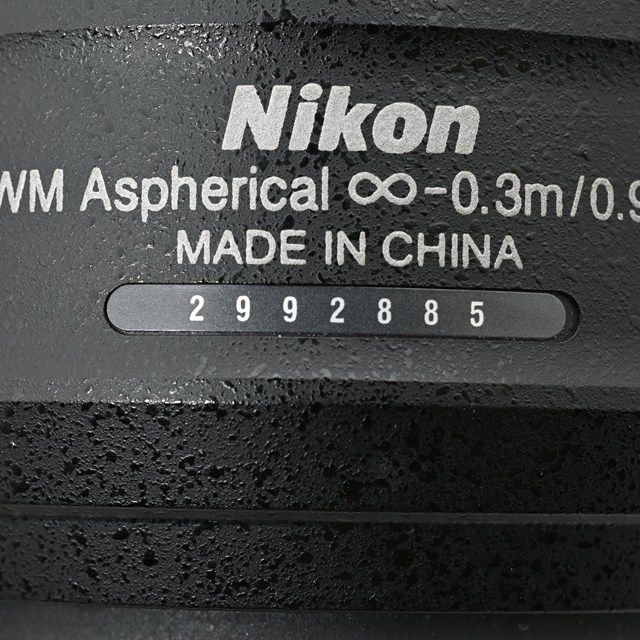 Nikon
WM Aspherical ∞-0.3m/0.9
MADE IN CHINA
2992885